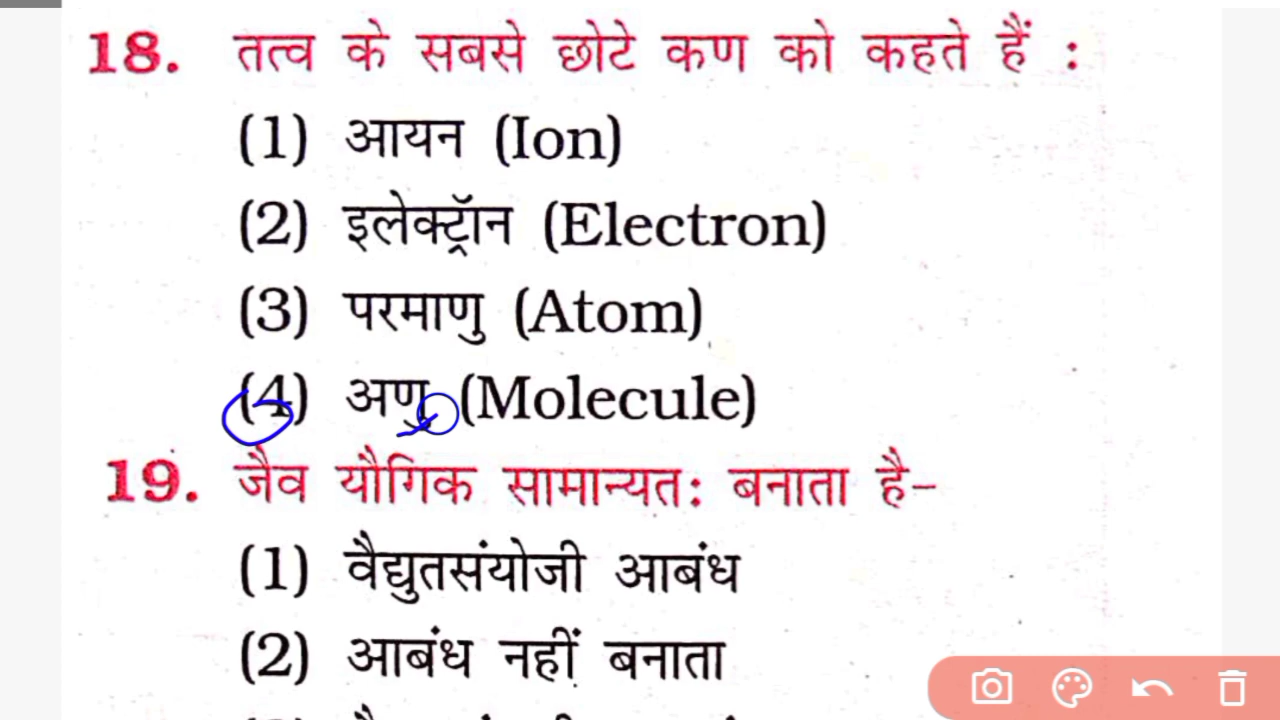 18. तत्व के सबसे छोटे कण को कहते हैं :
(1) आयन (Ion)
(2) इलेक्ट्रॉन (Electron)
(3) परमाणु (Atom)
(4) अणु (Molecule)
19. जैव यौगिक सामान्यतः बनाता है-
(1) वैद्युतसंयोजी आबंध
(2) आबंध नहीं बनाता